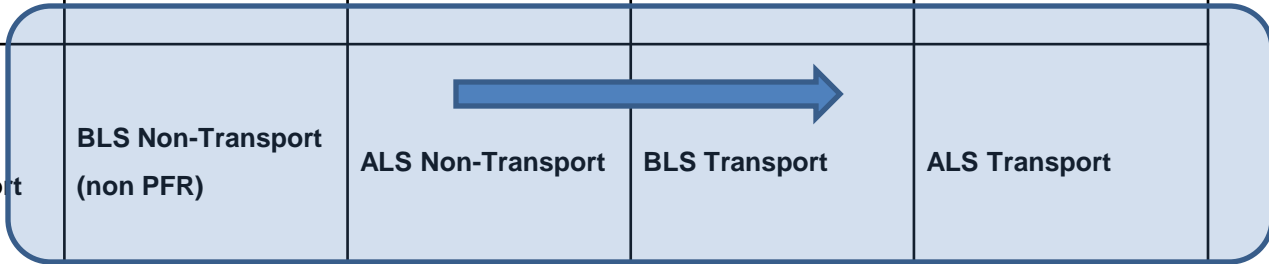 BLS Non-Transport
(non PFR)
ALS Non-Transport
BLS Transport
ALS Transport